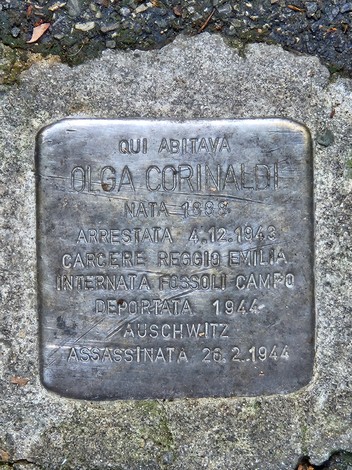 QUI ABITAVA
OLGA CORINALDI
NATA 1888
ARRESTATA 4.12.1943
CARCERE REGGIO EMILIA
INTERNATA FOSSOLI CAMPO
DEPORTATA 1944
AUSCHWITZ
ASSASSINATA 26.2.1944